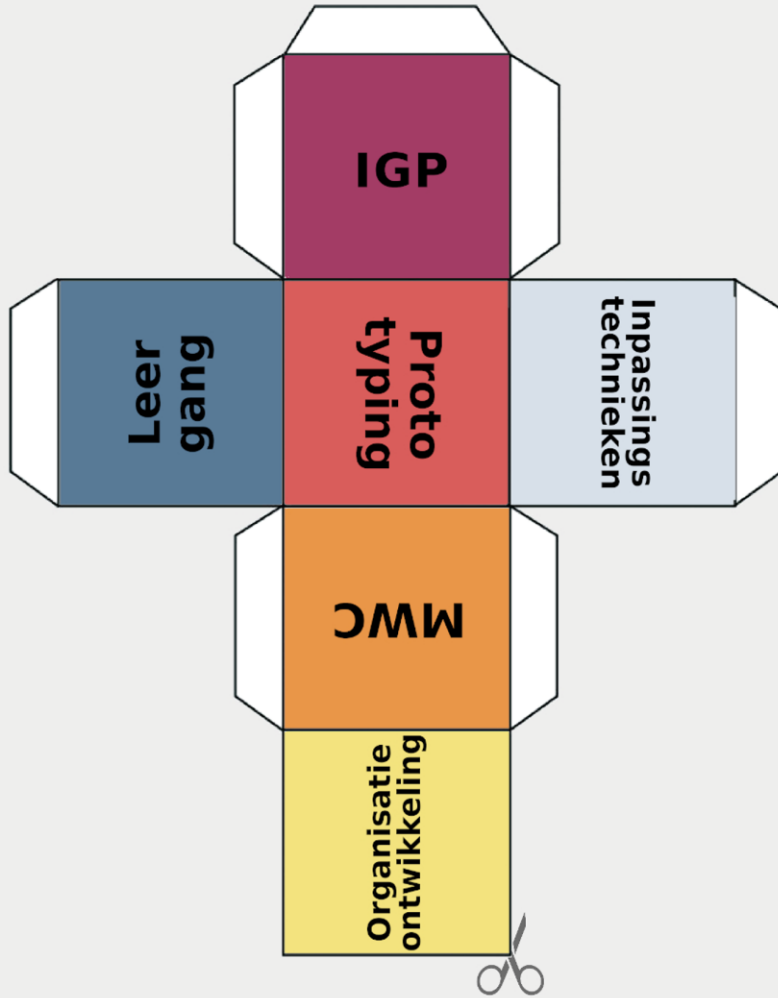 IGP
Leer
gang
Proto
typing
Inpassings
technieken
MWC
Organisatie
ontwikkeling